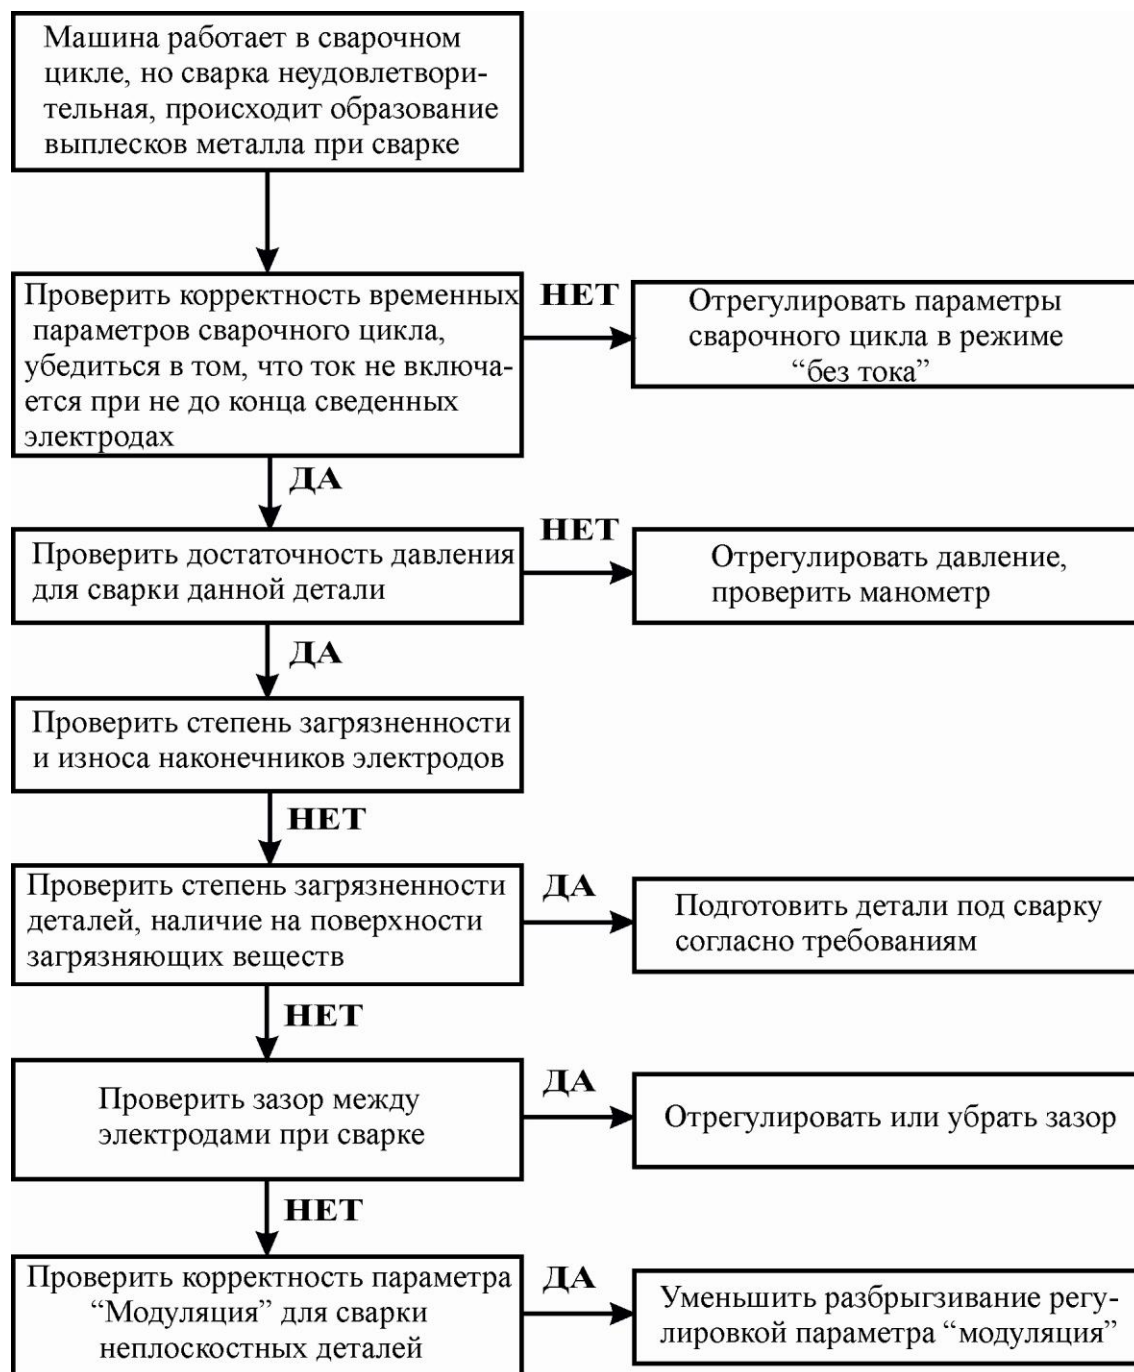 Машина работает в сварочном
цикле, но сварка неудовлетвори-
тельная, происходит образование
выплесков металла при сварке
Проверить корректность временных
параметров сварочного цикла,
убедиться в том, что ток не включа-
ется при не до конца сведенных
электродах
НЕТ
Отрегулировать параметры
сварочного цикла в режиме
“без тока”
ДА
Проверить достаточность давления
для сварки данной детали
НЕТ
Отрегулировать давление,
проверить манометр
ДА
Проверить степень загрязненности
и износа наконечников электродов
НЕТ
Проверить степень загрязненности
деталей, наличие на поверхности
загрязняющих веществ
ДА
Подготовить детали под сварку
согласно требованиям
НЕТ
Проверить зазор между
электродами при сварке
ДА
Отрегулировать или убрать зазор
НЕТ
Проверить корректность параметра
“Модуляция” для сварки
неплоскостных деталей
ДА
Уменьшить разбрыгзивание регу-
лировкой параметра “модуляция”